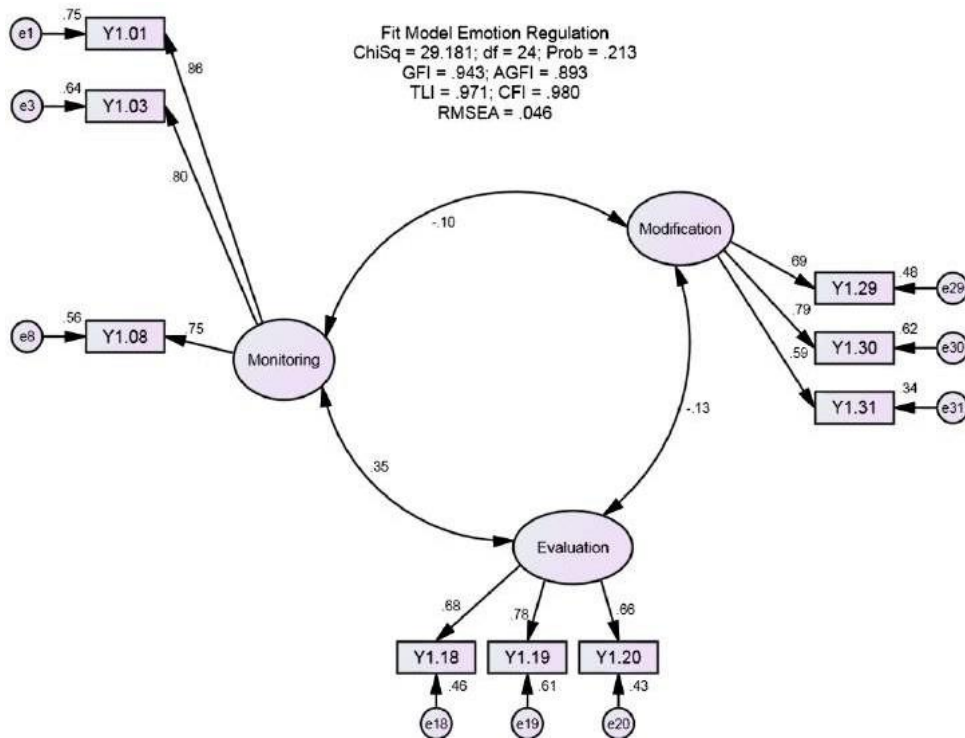 Fit Model Emotion Regulation
ChiSq = 29.181; df = 24; Prob = .213
GFI = .943; AGFI = .893
TLI = .971; CFI = .980
RMSEA = .046
.75
e1
Y1.01
.86
.64
e3
Y1.03
.80
-.10
Modification
.69
.48
Y1.29
e29
.79
.62
.56
e8
Y1.08
.75
Monitoring
Y1.30
e30
.59
.34
Y1.31
e31
-.13
.35
Evaluation
.68
.78
.66
Y1.18
Y1.19
Y1.20
.46
.61
.43
e18
e19
e20